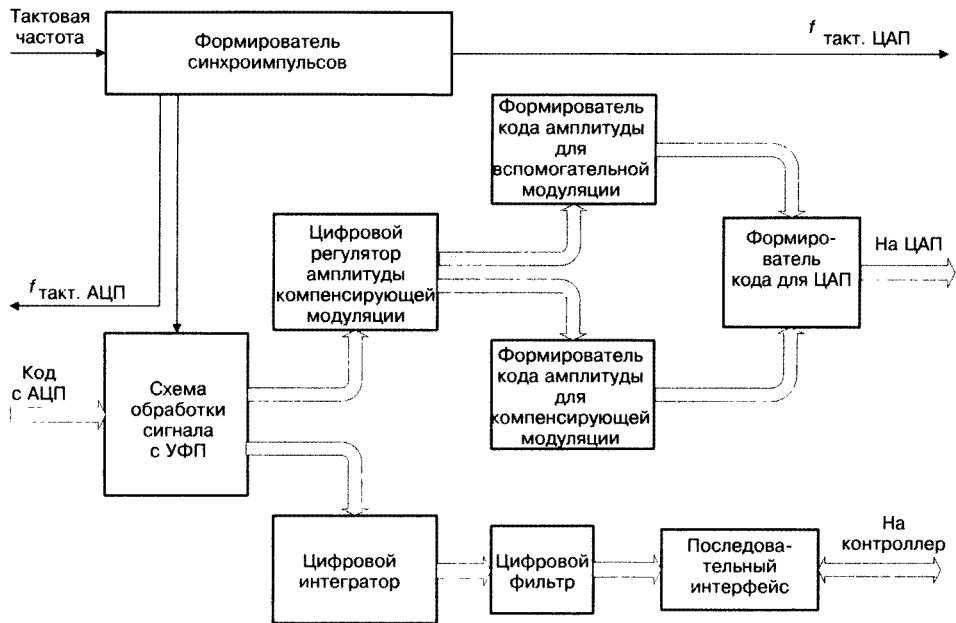 Тактовая
частота
Формирователь
синхроимпульсов
f такт. ЦАП
Формирователь
кода амплитуды
для
вспомогательной
модуляции
Цифровой
регулятор
амплитуды
компенсирующей
модуляции
Формиро-
ватель
кода для ЦАП
На ЦАП
f такт. АЦП
Код
с АЦП
Схема
обработки
сигнала
с УФП
Формирователь
кода амплитуды
для
компенсирующей
модуляции
Цифровой
интегратор
Цифровой
фильтр
Последова-
тельный
интерфейс
На
контроллер